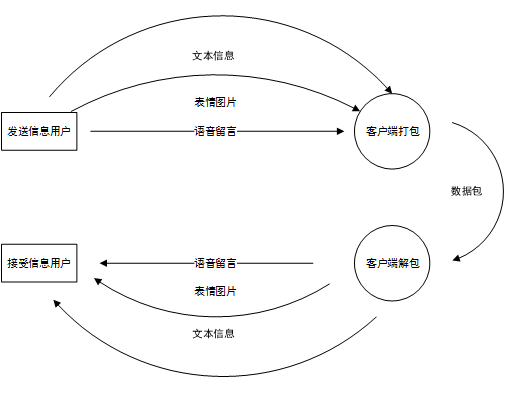 文本信息
表情图片
发送信息用户
语音留言
客户端打包
数据包
接受信息用户
语音留言
客户端解包
表情图片
文本信息